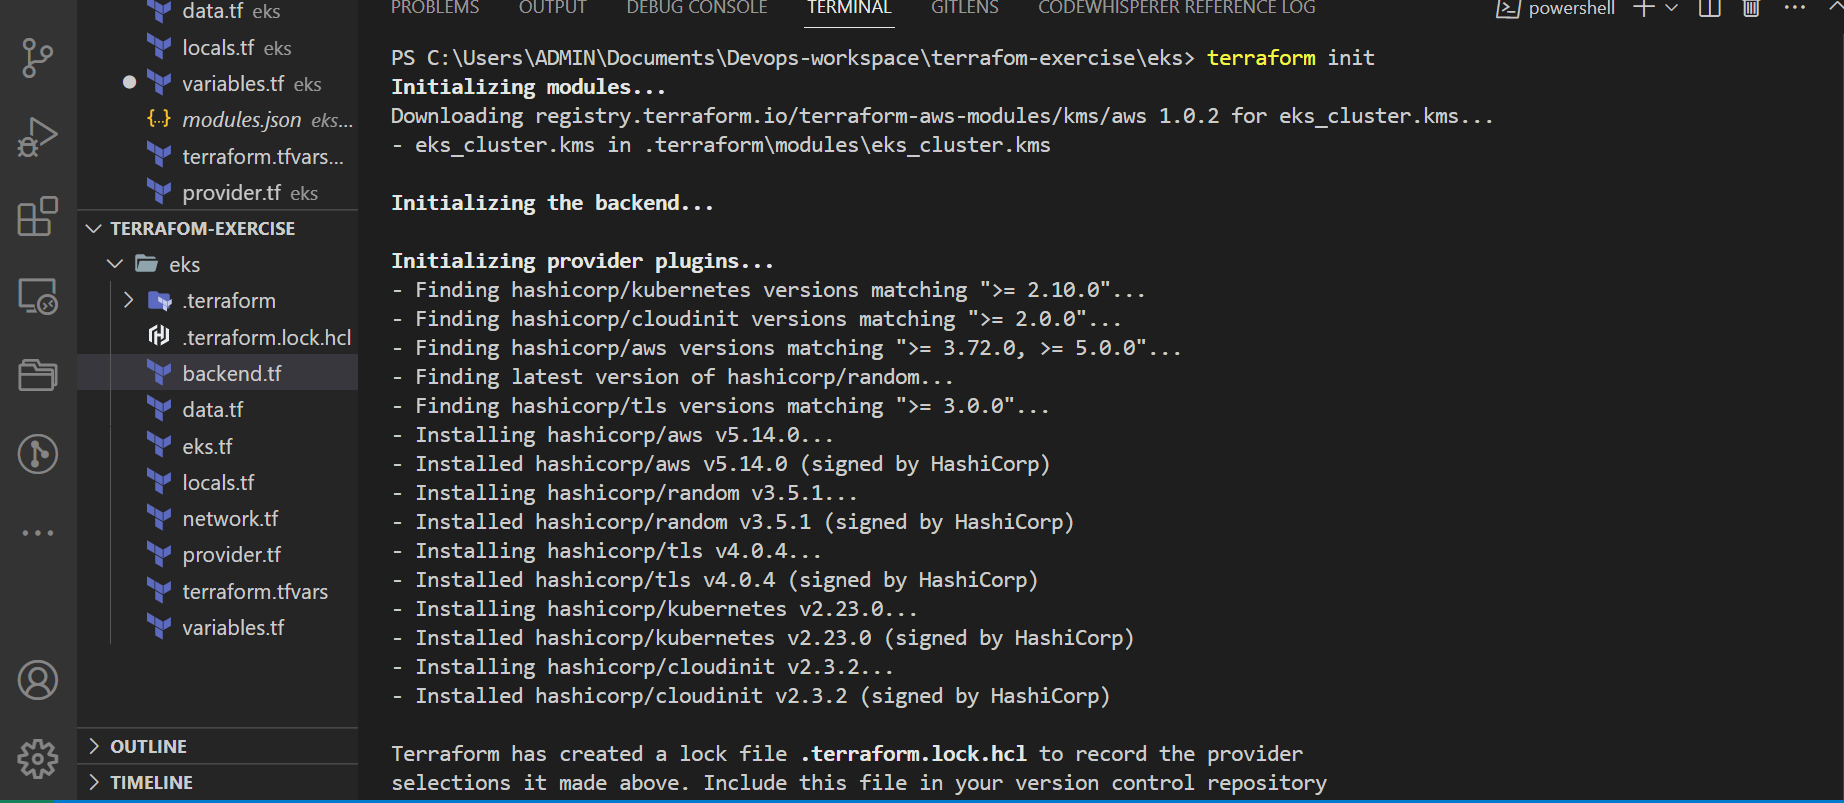 data.tf eks
locals.tf eks
variables.tf eks
{..} modules.json eks...
terraform.tfvars...
provider.tf eks
TERRAFOM-EXERCISE
eks
.terraform
.terraform.lock.hcl
backend.tf
data.tf
eks.tf
locals.tf
network.tf
provider.tf
terraform.tfvars
variables.tf
OUTLINE
TIMELINE
PROBLEMS OUTPUT DEBUG CONSOLE TERMINAL GITLENS CODEWHISPERER REFERENCE LOG powershell
PS C:\Users\ADMIN\Documents\Devops-workspace\terrafom-exercise\eks> terraform init
Initializing modules...
Downloading registry.terraform.io/terraform-aws-modules/kms/aws 1.0.2 for eks_cluster.kms...
- eks_cluster.kms in .terraform\modules\eks_cluster.kms
Initializing the backend...
Initializing provider plugins...
- Finding hashicorp/kubernetes versions matching ">= 2.10.0"...
- Finding hashicorp/cloudinit versions matching ">= 2.0.0"...
- Finding hashicorp/aws versions matching ">= 3.72.0, >= 5.0.0"...
- Finding latest version of hashicorp/random...
- Finding hashicorp/tls versions matching ">= 3.0.0"...
- Installing hashicorp/aws v5.14.0...
- Installed hashicorp/aws v5.14.0 (signed by HashiCorp)
- Installing hashicorp/random v3.5.1...
- Installed hashicorp/random v3.5.1 (signed by HashiCorp)
- Installing hashicorp/tls v4.0.4...
- Installed hashicorp/tls v4.0.4 (signed by HashiCorp)
- Installing hashicorp/kubernetes v2.23.0...
- Installed hashicorp/kubernetes v2.23.0 (signed by HashiCorp)
- Installing hashicorp/cloudinit v2.3.2...
- Installed hashicorp/cloudinit v2.3.2 (signed by HashiCorp)
Terraform has created a lock file .terraform.lock.hcl to record the provider
selections it made above. Include this file in your version control repository